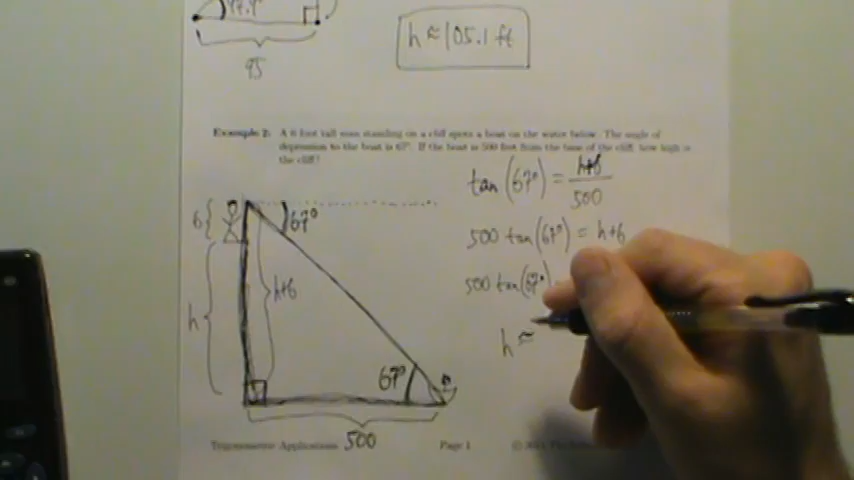 95
h ≈ 105.1 ft
Example 2. A 6 foot tall man standing on a cliff spots a boat on the water below. The angle of
depression to the boat is 67°. If the boat is 500 feet from the base of the cliff, how high is
the cliff?
tan(67°) = h+6
500
500 tan(67°) = h+6
500 tan(67°)
h ≈
6
67°
h
h+6
67°
500
Trigonometric Applications
Page 1
© 2011